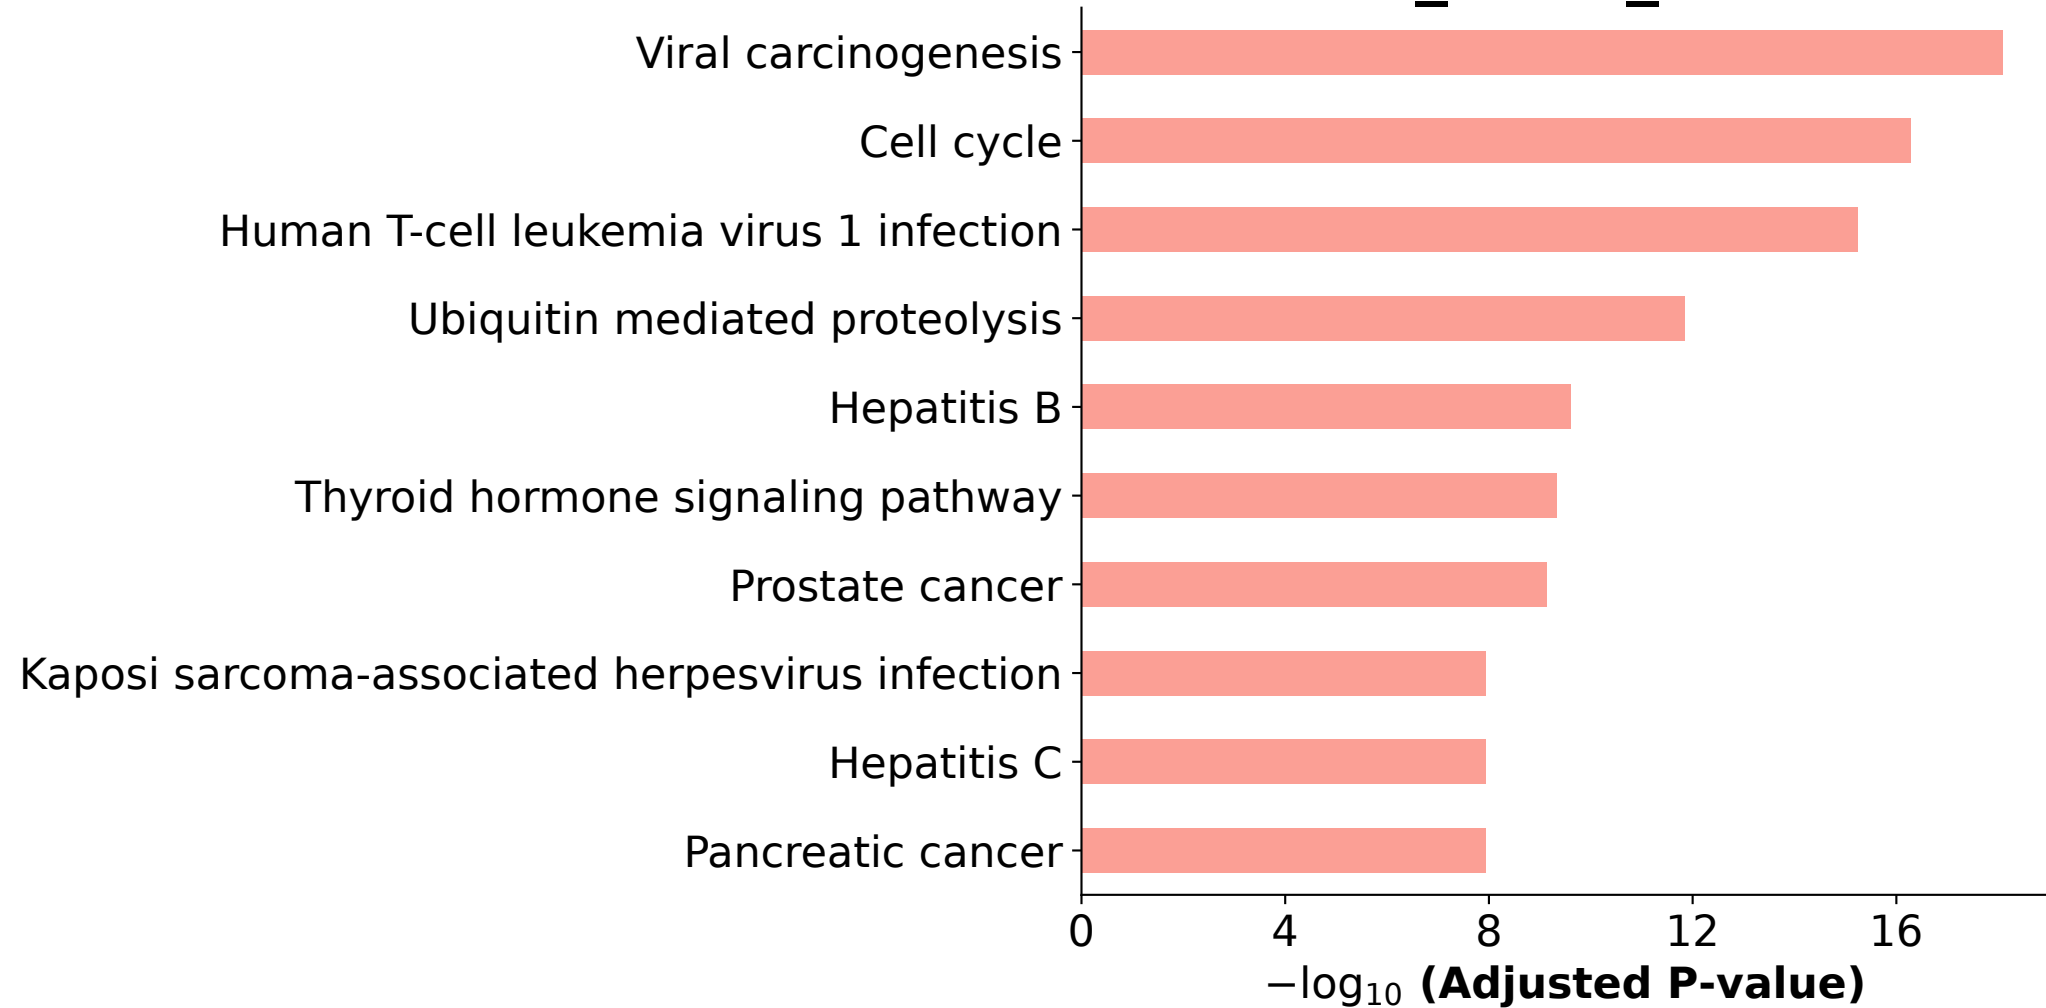 Viral carcinogenesis
Cell cycle
Human T-cell leukemia virus 1 infection
Ubiquitin mediated proteolysis
Hepatitis B
Thyroid hormone signaling pathway
Prostate cancer
Kaposi sarcoma-associated herpesvirus infection
Hepatitis C
Pancreatic cancer
0 4 8 12 16
−log₁₀ (Adjusted P-value)